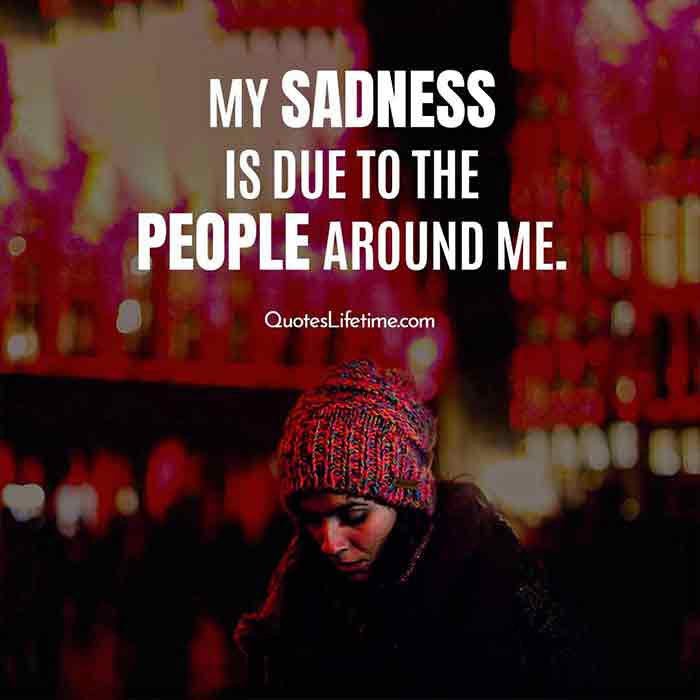 MY SADNESS
IS DUE TO THE
PEOPLE AROUND ME.
QuotesLifetime.com